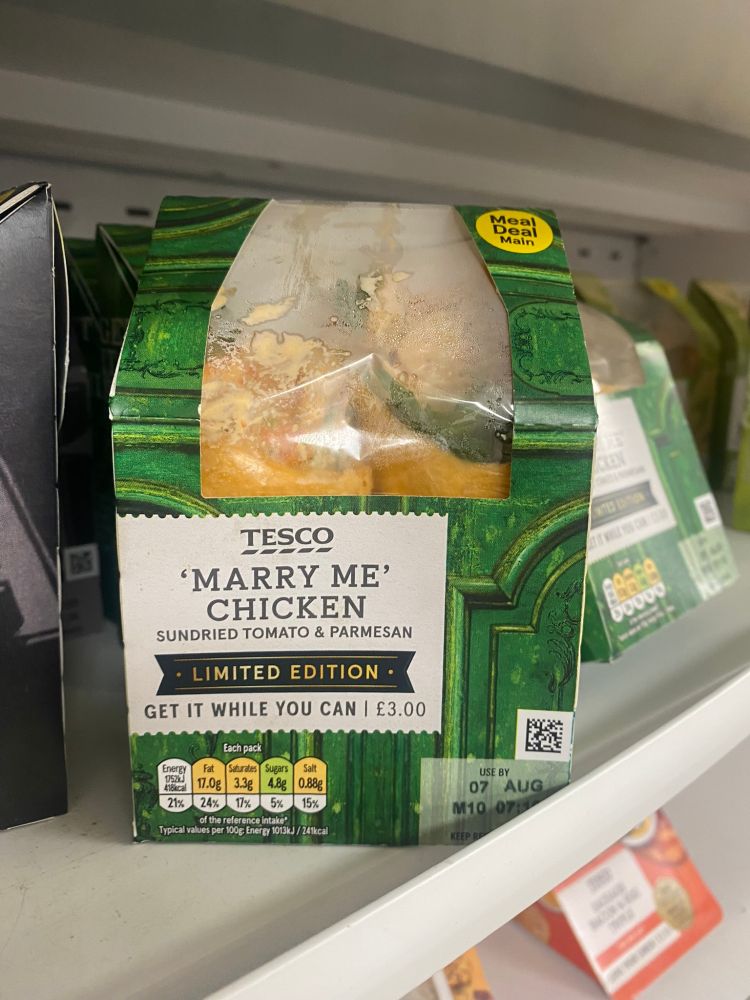 Meal
Deal
Main
TESCO
'MARRY ME'
CHICKEN
SUNDRIED TOMATO & PARMESAN
· LIMITED EDITION ·
GET IT WHILE YOU CAN | £3.00
Each pack
Energy Fat Saturates Sugars Salt
1752kJ
418kcal 17.0g 3.3g 4.8g 0.88g
21% 24% 17% 5% 15%
of the reference intake*
Typical values per 100g: Energy 1013kJ / 241kcal
USE BY
07 AUG
M10
KEEP